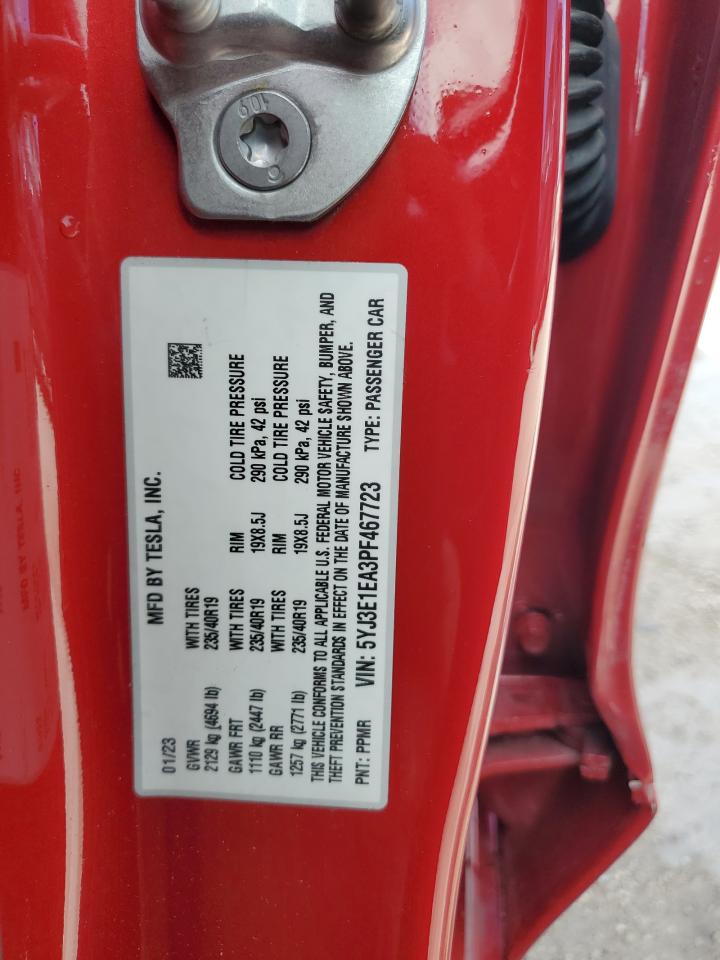 10.9
MFD BY TESLA, INC.
01/23
GVWR WITH TIRES
2129 kg (4694 lb) 235/40R19
GAWR FRT WITH TIRES RIM COLD TIRE PRESSURE
1110 kg (2447 lb) 235/40R19 19X8.5J 290 kPa, 42 psi
GAWR RR WITH TIRES RIM COLD TIRE PRESSURE
1257 kg (2771 lb) 235/40R19 19X8.5J 290 kPa, 42 psi
THIS VEHICLE CONFORMS TO ALL APPLICABLE U.S. FEDERAL MOTOR VEHICLE SAFETY, BUMPER, AND
THEFT PREVENTION STANDARDS IN EFFECT ON THE DATE OF MANUFACTURE SHOWN ABOVE.
PNT: PPMR VIN: 5YJ3E1EA3PF467723 TYPE: PASSENGER CAR